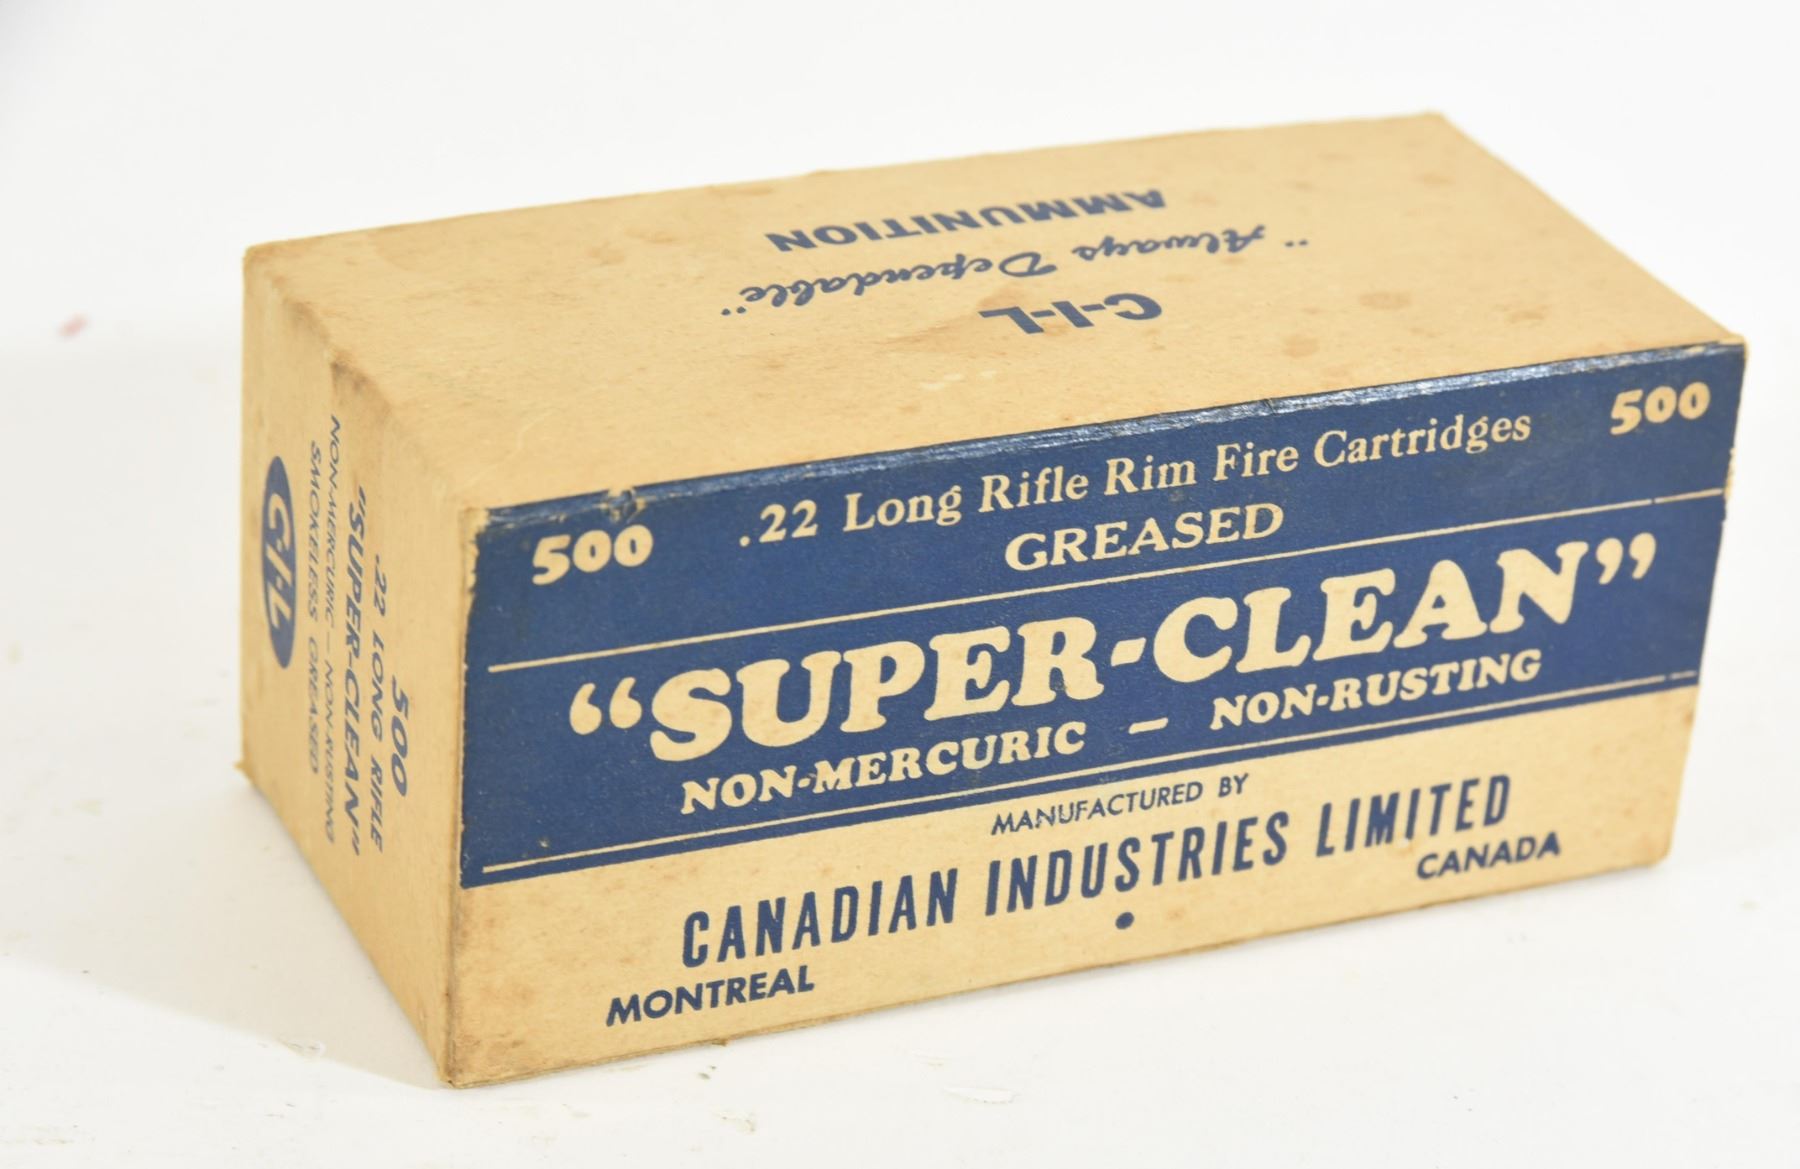 C-I-L
"Always Dependable"
AMMUNITION
500 .22 Long Rifle Rim Fire Cartridges 500
GREASED
"SUPER-CLEAN"
NON-MERCURIC – NON-RUSTING
MANUFACTURED BY
CANADIAN INDUSTRIES LIMITED
MONTREAL • CANADA
500
.22 LONG RIFLE
"SUPER-CLEAN"
NON-MERCURIC – NON-RUSTING
SMOKELESS GREASED
C-I-L